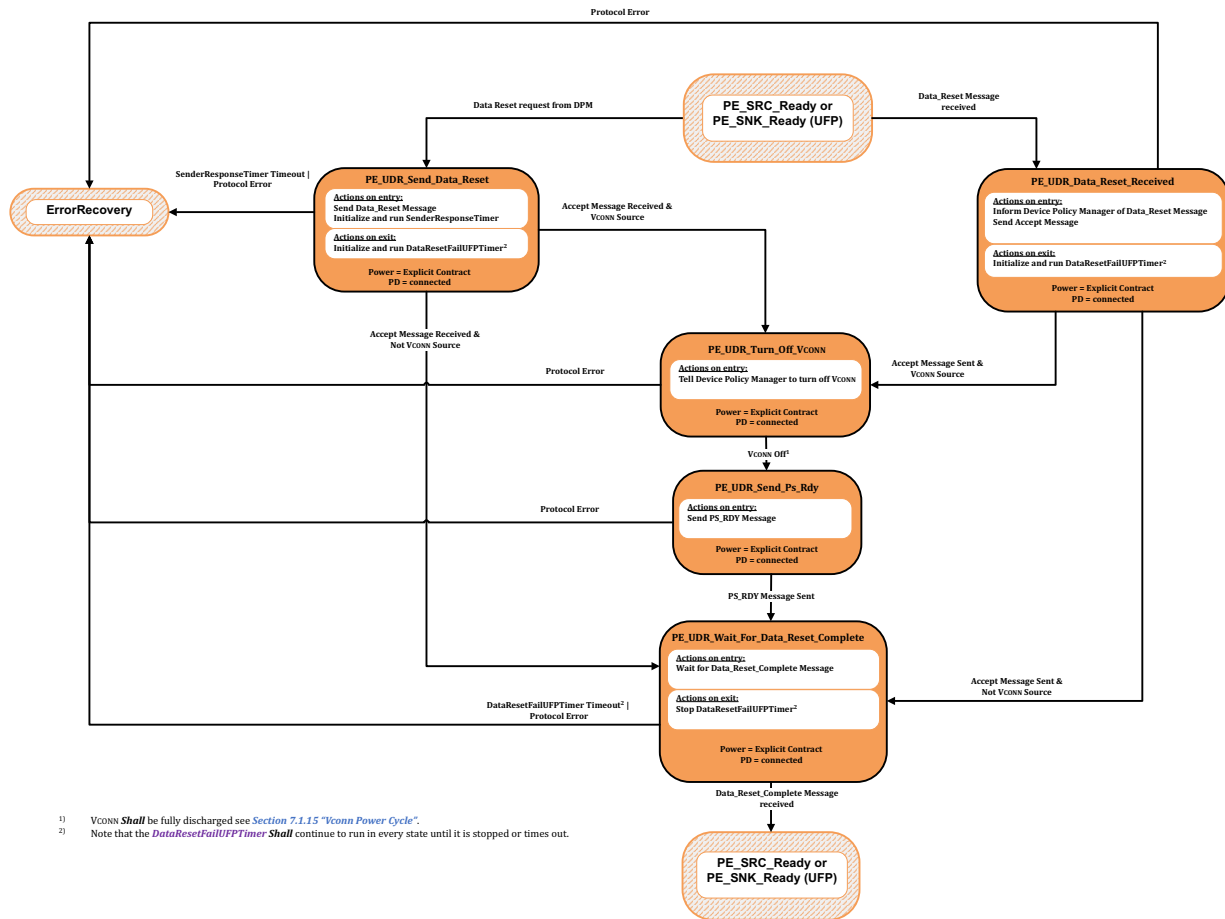 Protocol Error
Data Reset request from DPM
PE_SRC_Ready or
PE_SNK_Ready (UFP)
Data_Reset Message
received
SenderResponseTimer Timeout |
Protocol Error
ErrorRecovery
PE_UDR_Send_Data_Reset
Actions on entry:
Send Data_Reset Message
Initialize and run SenderResponseTimer
Actions on exit:
Initialize and run DataResetFailUFPTimer²
Power = Explicit Contract
PD = connected
Accept Message Received &
VCONN Source
PE_UDR_Data_Reset_Received
Actions on entry:
Inform Device Policy Manager of Data_Reset Message
Send Accept Message
Actions on exit:
Initialize and run DataResetFailUFPTimer²
Power = Explicit Contract
PD = connected
Accept Message Received &
Not VCONN Source
Protocol Error
PE_UDR_Turn_Off_VCONN
Actions on entry:
Tell Device Policy Manager to turn off VCONN
Power = Explicit Contract
PD = connected
Accept Message Sent &
VCONN Source
VCONN Off¹
Protocol Error
PE_UDR_Send_Ps_Rdy
Actions on entry:
Send PS_RDY Message
Power = Explicit Contract
PD = connected
PS_RDY Message Sent
PE_UDR_Wait_For_Data_Reset_Complete
Actions on entry:
Wait for Data_Reset_Complete Message
Actions on exit:
Stop DataResetFailUFPTimer²
Power = Explicit Contract
PD = connected
Accept Message Sent &
Not VCONN Source
DataResetFailUFPTimer Timeout² |
Protocol Error
Data_Reset_Complete Message
received
PE_SRC_Ready or
PE_SNK_Ready (UFP)
1) VCONN Shall be fully discharged see Section 7.1.15 "Vconn Power Cycle".
2) Note that the DataResetFailUFPTimer Shall continue to run in every state until it is stopped or times out.